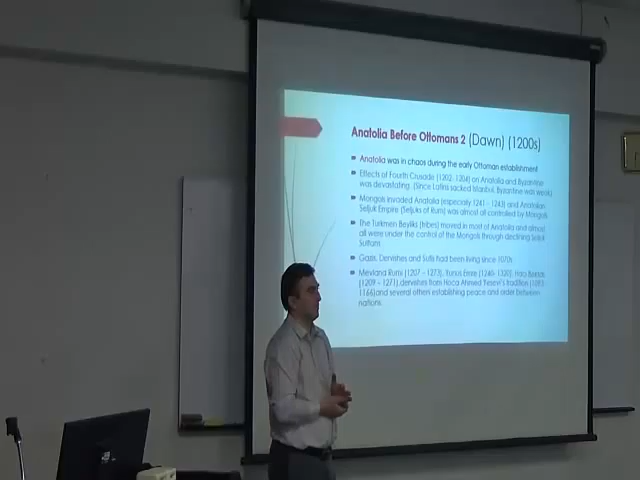 Anatolia Before Ottomans 2 (Dawn) (1200s)
Anatolia was in chaos during the early Ottoman establishment
Effects of Fourth Crusade (1202-1204) on Anatolia and Byzantine
was devastating. (Since Latins sacked Istanbul, Byzantine was weak)
Mongols invaded Anatolia (especially 1241 - 1243) and Anatolian
Seljuk Empire (Seljuks of Rum) was almost all controlled by Mongols
The Turkmen Beyliks (tribes) moved in most of Anatolia and almost
all were under the control of the Mongols through declining Seljuk
Sultans
Gazis, Dervishes and Sufis had been living since 1070s
Mevlana Rumi (1207 - 1273), Yunus Emre (1240- 1320), Haci Bektas
(1209 - 1271), dervishes from Hoca Ahmed Yesevi's tradition (1093-
1166)and several others establishing peace and order between
nations.